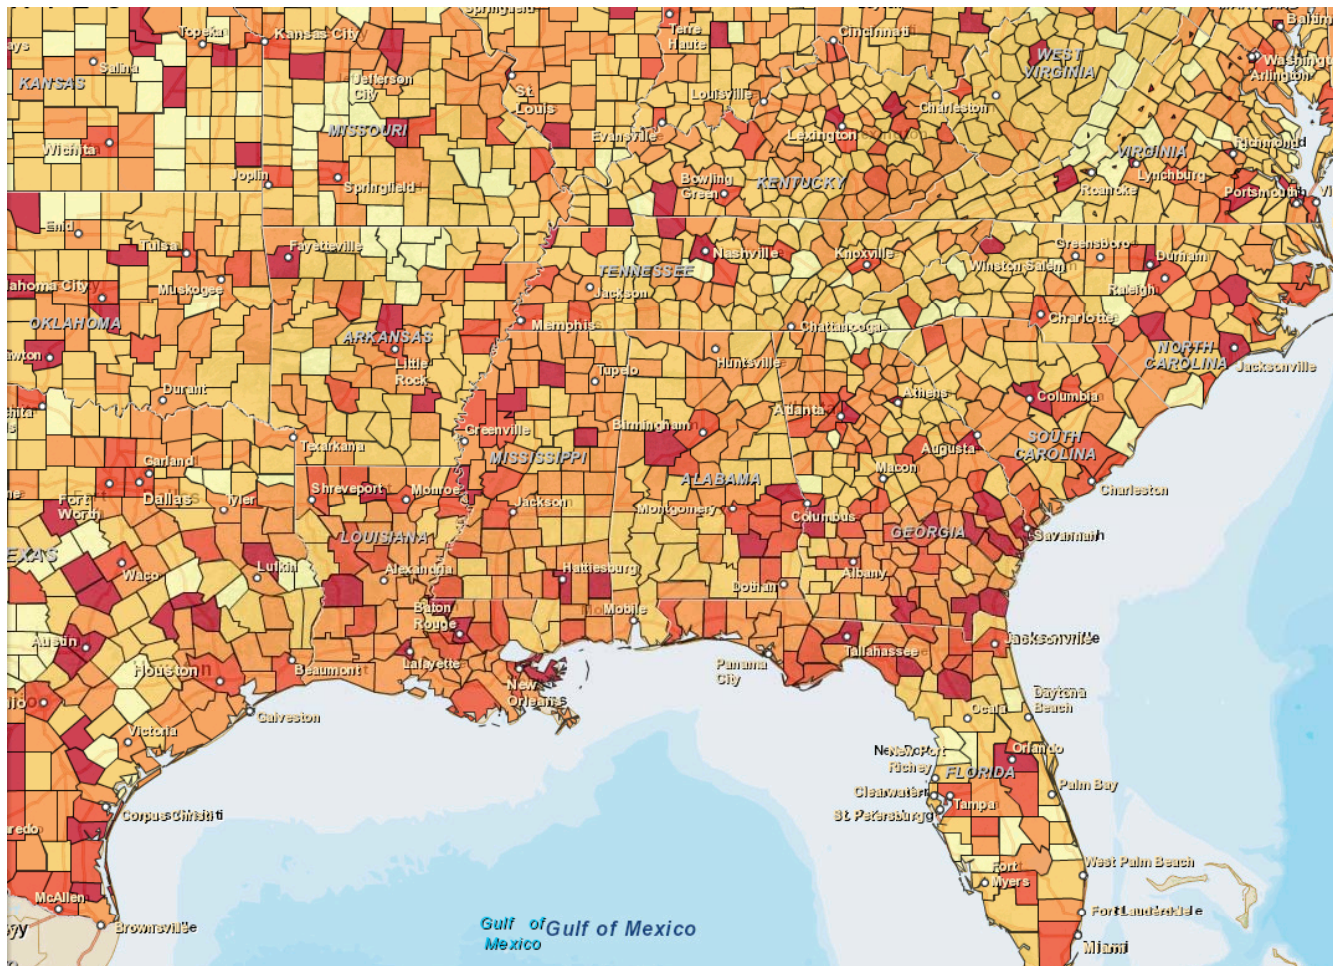 Topeka
Kansas City
Terre
Haute
Cincinnati
WEST
VIRGINIA
Salina
KANSAS
Jefferson
City
St.
Louis
Louisville
Charleston
Arlington
MISSOURI
Evansville
Lexington
Richmond
Wichita
VIRGINIA
Joplin
Springfield
Bowling
Green
KENTUCKY
Roanoke
Lynchburg
Portsmouth
Enid
Tulsa
Fayetteville
Nashville
Knoxville
Greensboro
Durham
Winston-Salem
TENNESSEE
Muskogee
Jackson
Raleigh
OKLAHOMA
ARKANSAS
Memphis
Chattanooga
Charlotte
Little
Rock
Huntsville
NORTH
CAROLINA
Jacksonville
Tupelo
Durant
Athens
Columbia
Atlanta
Greenville
Birmingham
Texarkana
MISSISSIPPI
Augusta
SOUTH
CAROLINA
Garland
Macon
Dallas
Tyler
Shreveport
Monroe
ALABAMA
Charleston
Fort
Worth
Jackson
Montgomery
Columbus
GEORGIA
Savannah
LOUISIANA
Waco
Lufkin
Alexandria
Hattiesburg
Dothan
Albany
Baton
Rouge
Mobile
Austin
Jacksonville
Tallahassee
Houston
Beaumont
Lafayette
Panama
City
New
Orleans
Daytona
Beach
Galveston
Ocala
Victoria
Orlando
New Port
Richey
FLORIDA
Clearwater
Palm Bay
Tampa
St. Petersburg
Corpus Christi
Fort
Myers
West Palm Beach
McAllen
Fort Lauderdale
Brownsville
Gulf of
Mexico
Gulf of Mexico
Miami